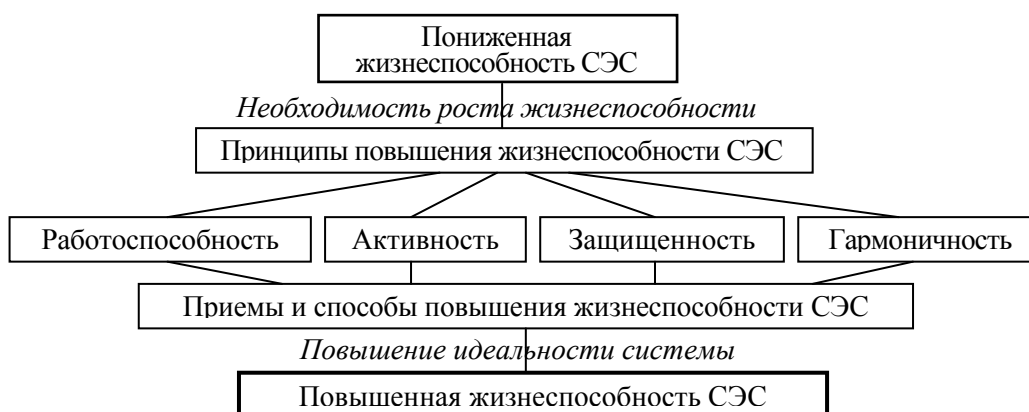 Пониженная
жизнеспособность СЭС
Необходимость роста жизнеспособности
Принципы повышения жизнеспособности СЭС
Работоспособность
Активность
Защищенность
Гармоничность
Приемы и способы повышения жизнеспособности СЭС
Повышение идеальности системы
Повышенная жизнеспособность СЭС